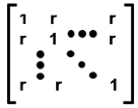 1 r r
r 1 ••• r
r r 1